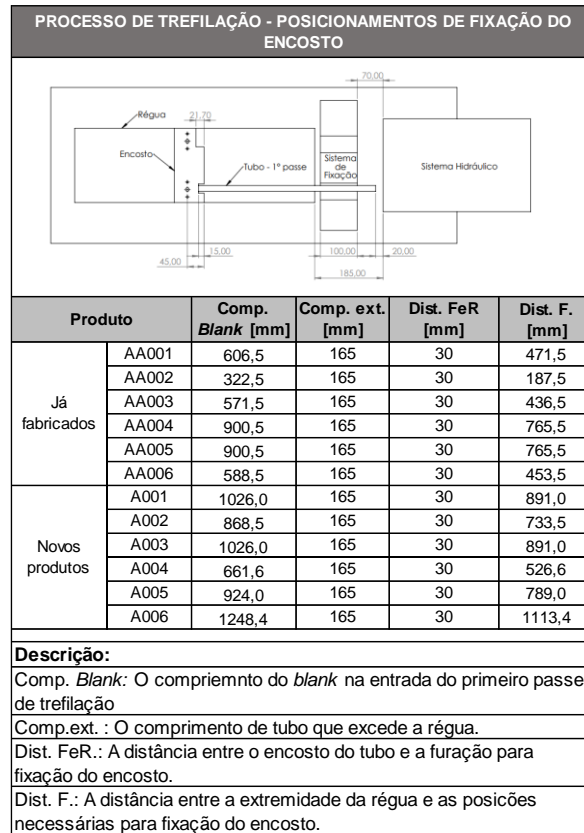 PROCESSO DE TREFILAÇÃO - POSICIONAMENTOS DE FIXAÇÃO DO
ENCOSTO
70,00
Régua
21,70
Encosto
Tubo - 1º passe
Sistema
de
Fixação
Sistema Hidráulico
15,00
45,00
100,00
20,00
185,00
Produto Comp. Blank [mm] Comp. ext. [mm] Dist. FeR [mm] Dist. F. [mm]
Já fabricados
AA001 606,5 165 30 471,5
AA002 322,5 165 30 187,5
AA003 571,5 165 30 436,5
AA004 900,5 165 30 765,5
AA005 900,5 165 30 765,5
AA006 588,5 165 30 453,5
Novos produtos
A001 1026,0 165 30 891,0
A002 868,5 165 30 733,5
A003 1026,0 165 30 891,0
A004 661,6 165 30 526,6
A005 924,0 165 30 789,0
A006 1248,4 165 30 1113,4
Descrição:
Comp. Blank: O compriemnto do blank na entrada do primeiro passe
de trefilação
Comp.ext. : O comprimento de tubo que excede a régua.
Dist. FeR.: A distância entre o encosto do tubo e a furação para
fixação do encosto.
Dist. F.: A distância entre a extremidade da régua e as posicões
necessárias para fixação do encosto.